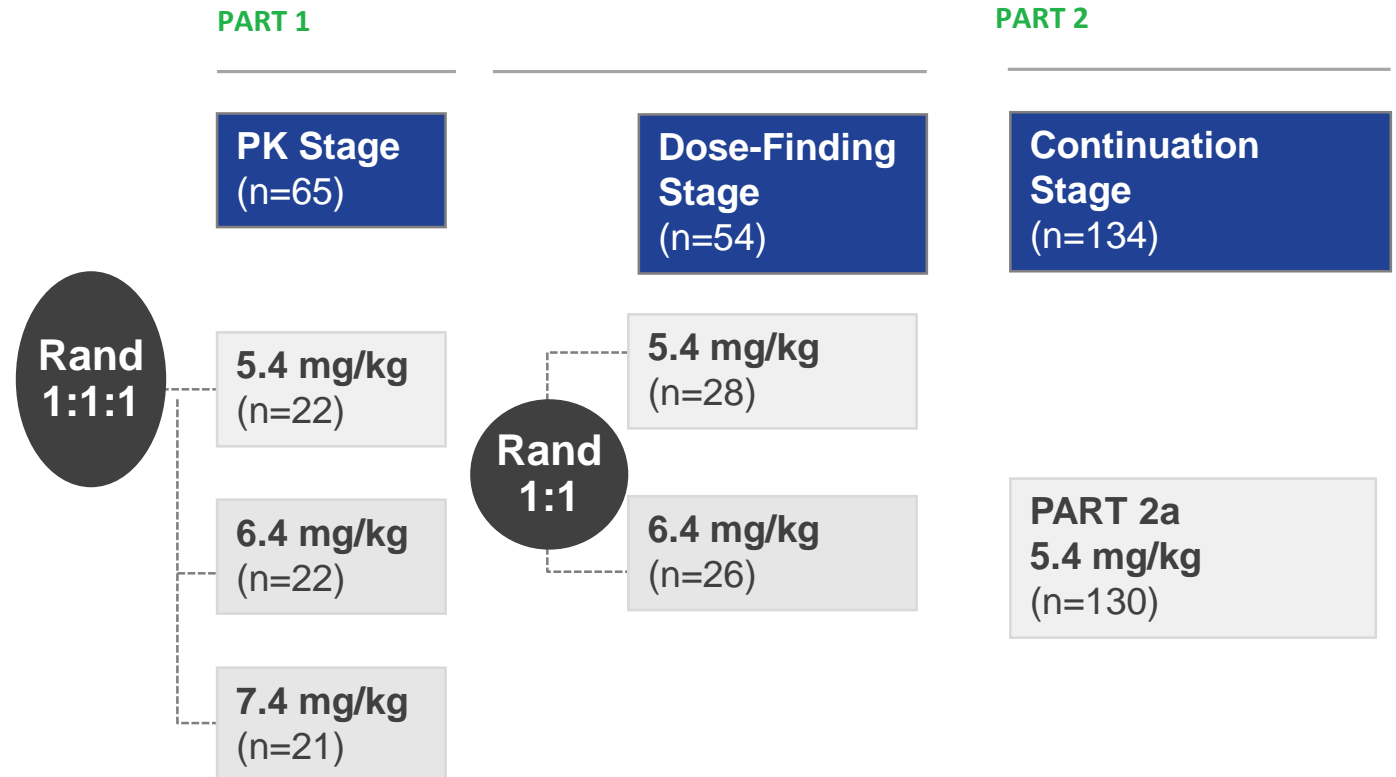 PART 1
PART 2
PK Stage
(n=65)
Dose-Finding
Stage
(n=54)
Continuation
Stage
(n=134)
Rand
1:1:1
5.4 mg/kg
(n=22)
6.4 mg/kg
(n=22)
7.4 mg/kg
(n=21)
Rand
1:1
5.4 mg/kg
(n=28)
6.4 mg/kg
(n=26)
PART 2a
5.4 mg/kg
(n=130)